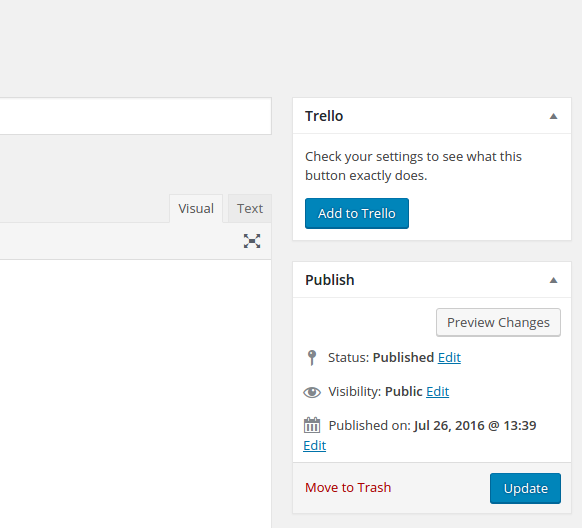 Trello
Check your settings to see what this
button exactly does.
Add to Trello
Visual Text
Publish
Preview Changes
Status: Published Edit
Visibility: Public Edit
Published on: Jul 26, 2016 @ 13:39
Edit
Move to Trash Update